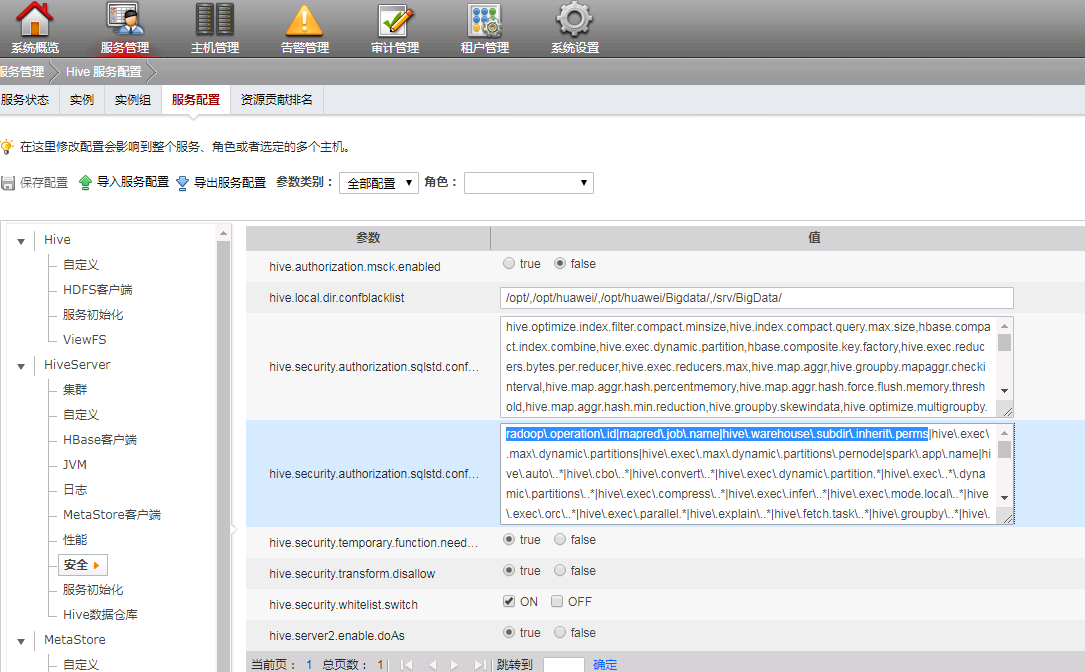 系统概览 服务管理 主机管理 告警管理 审计管理 租户管理 系统设置
服务管理 Hive 服务配置
服务状态 实例 实例组 服务配置 资源贡献排名
在这里修改配置会影响到整个服务、角色或者选定的多个主机。
保存配置 导入服务配置 导出服务配置 参数类别： 全部配置 角色：
Hive
自定义
HDFS客户端
服务初始化
ViewFS
HiveServer
集群
自定义
HBase客户端
JVM
日志
MetaStore客户端
性能
安全
服务初始化
Hive数据仓库
MetaStore
自定义
参数 值
hive.authorization.msck.enabled true false
hive.local.dir.confblacklist /opt/,/opt/huawei/,/opt/huawei/Bigdata/,/srv/BigData/
hive.security.authorization.sqlstd.conf...
hive.optimize.index.filter.compact.minsize,hive.index.compact.query.max.size,hbase.compa
ct.index.combine,hive.exec.dynamic.partition,hbase.composite.key.factory,hive.exec.reduc
ers.bytes.per.reducer,hive.exec.reducers.max,hive.map.aggr,hive.groupby.mapaggr.checki
nterval,hive.map.aggr.hash.percentmemory,hive.map.aggr.hash.force.flush.memory.thresh
old,hive.map.aggr.hash.min.reduction,hive.groupby.skewindata,hive.optimize.multigroupby.
hive.security.authorization.sqlstd.conf...
radoop\.operation\.id|mapred\.job\.name|hive\.warehouse\.subdir\.inherit\.perms|hive\.exec\
.max\.dynamic\.partitions|hive\.exec\.max\.dynamic\.partitions\.pernode|spark\.app\.name|hi
ve\.auto\..*|hive\.cbo\..*|hive\.convert\..*|hive\.exec\.dynamic\.partition.*|hive\.exec\..*\.dyna
mic\.partitions\..*|hive\.exec\.compress\..*|hive\.exec\.infer\..*|hive\.exec\.mode.local\..*|hive
\.exec\.orc\..*|hive\.exec\.parallel.*|hive\.explain\..*|hive\.fetch.task\..*|hive\.groupby\..*|hive\.
hive.security.temporary.function.need... true false
hive.security.transform.disallow true false
hive.security.whitelist.switch ON OFF
hive.server2.enable.doAs true false
当前页： 1 总页数： 1 跳转到 确定